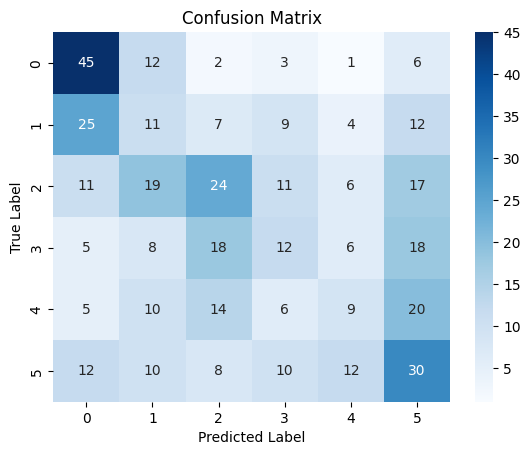 Confusion Matrix
0 45 12 2 3 1 6
1 25 11 7 9 4 12
2 11 19 24 11 6 17
3 5 8 18 12 6 18
4 5 10 14 6 9 20
5 12 10 8 10 12 30
0 1 2 3 4 5
True Label
Predicted Label
45
40
35
30
25
20
15
10
5